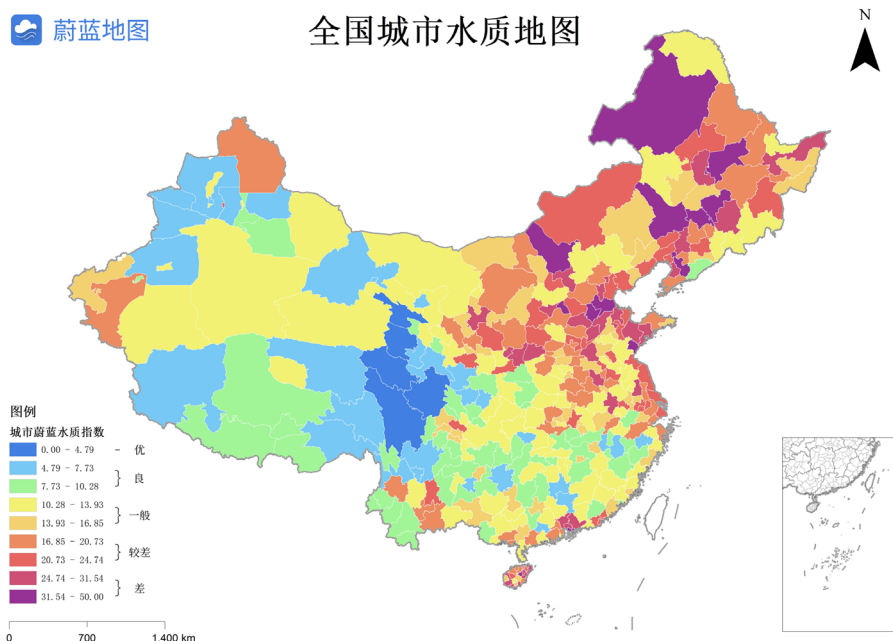 蔚蓝地图
全国城市水质地图
N
图例
城市蔚蓝水质指数
0.00 - 4.79 - 优
4.79 - 7.73
} 良
7.73 - 10.28
10.28 - 13.93
} 一般
13.93 - 16.85
16.85 - 20.73
} 较差
20.73 - 24.74
24.74 - 31.54
} 差
31.54 - 50.00
0 700 1,400 km